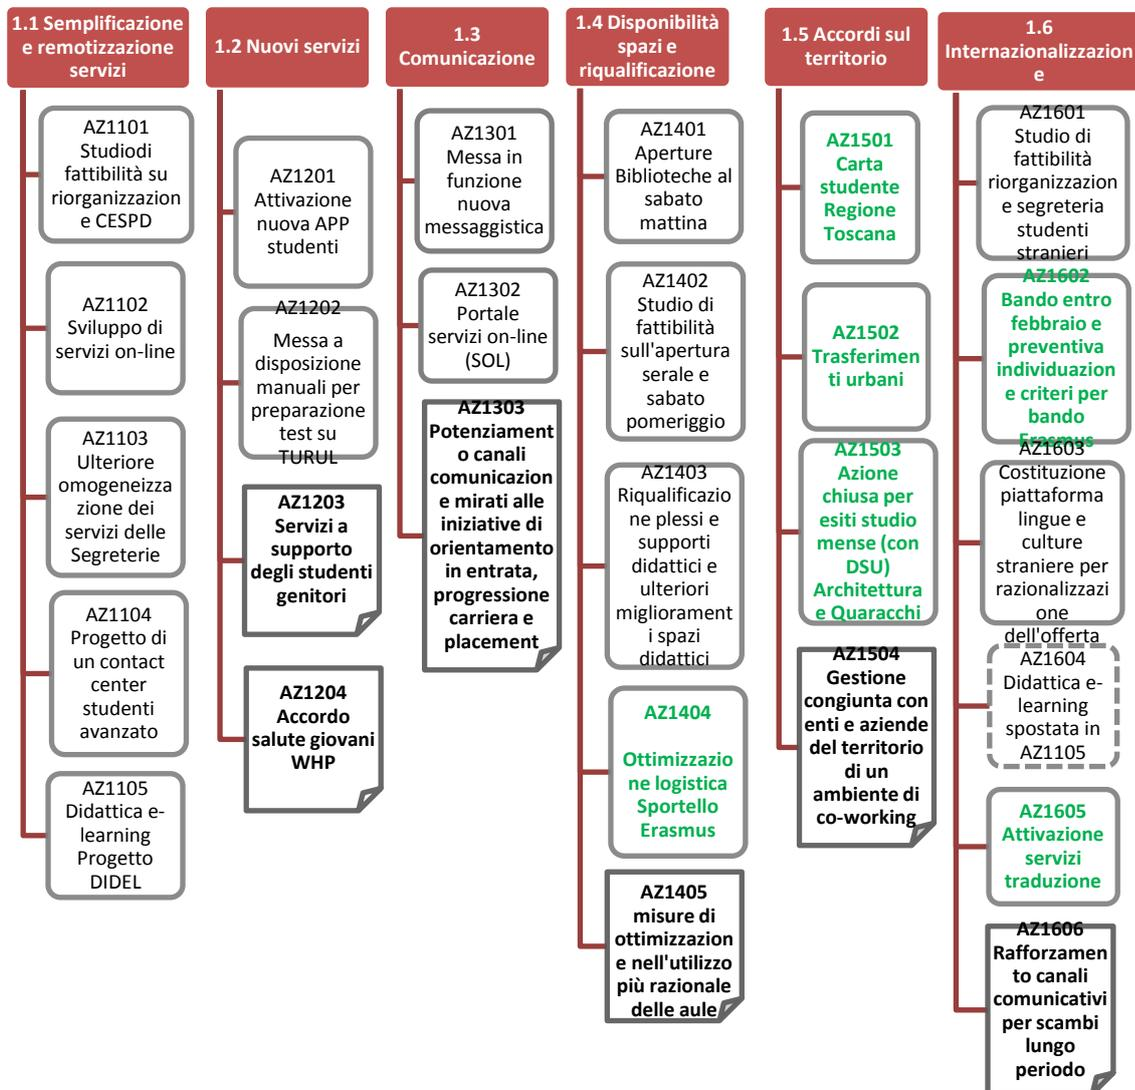 1.1 Semplificazione
e remotizzazione
servizi
AZ1101
Studiodi
fattibilità su
riorganizzazion
e CESPD
AZ1102
Sviluppo di
servizi on-line
AZ1103
Ulteriore
omogeneizza
zione dei
servizi delle
Segreterie
AZ1104
Progetto di
un contact
center
studenti
avanzato
AZ1105
Didattica e-
learning
Progetto
DIDEL
1.2 Nuovi servizi
AZ1201
Attivazione
nuova APP
studenti
AZ1202
Messa a
disposizione
manuali per
preparazione
test su
TURUL
AZ1203
Servizi a
supporto
degli studenti
genitori
AZ1204
Accordo
salute giovani
WHP
1.3
Comunicazione
AZ1301
Messa in
funzione
nuova
messaggistica
AZ1302
Portale
servizi on-line
(SOL)
AZ1303
Potenziament
o canali
comunicazion
e mirati alle
iniziative di
orientamento
in entrata,
progressione
carriera e
placement
1.4 Disponibilità
spazi e
riqualificazione
AZ1401
Aperture
Biblioteche al
sabato
mattina
AZ1402
Studio di
fattibilità
sull'apertura
serale e
sabato
pomeriggio
AZ1403
Riqualificazio
ne plessi e
supporti
didattici e
ulteriori
migliorament
i spazi
didattici
AZ1404
Ottimizzazio
ne logistica
Sportello
Erasmus
AZ1405
misure di
ottimizzazion
e nell'utilizzo
più razionale
delle aule
1.5 Accordi sul
territorio
AZ1501
Carta
studente
Regione
Toscana
AZ1502
Trasferimen
ti urbani
AZ1503
Azione
chiusa per
esiti studio
mense (con
DSU)
Architettura
e Quaracchi
AZ1504
Gestione
congiunta con
enti e aziende
del territorio
di un
ambiente di
co-working
1.6
Internazionalizzazion
e
AZ1601
Studio di
fattibilità
riorganizzazion
e segreteria
studenti
stranieri
AZ1602
Bando entro
febbraio e
preventiva
individuazion
e criteri per
bando
Erasmus
AZ1603
Costituzione
piattaforma
lingue e
culture
straniere per
razionalizzazi
one
dell'offerta
AZ1604
Didattica e-
learning
spostata in
AZ1105
AZ1605
Attivazione
servizi
traduzione
AZ1606
Rafforzamen
to canali
comunicativi
per scambi
lungo
periodo